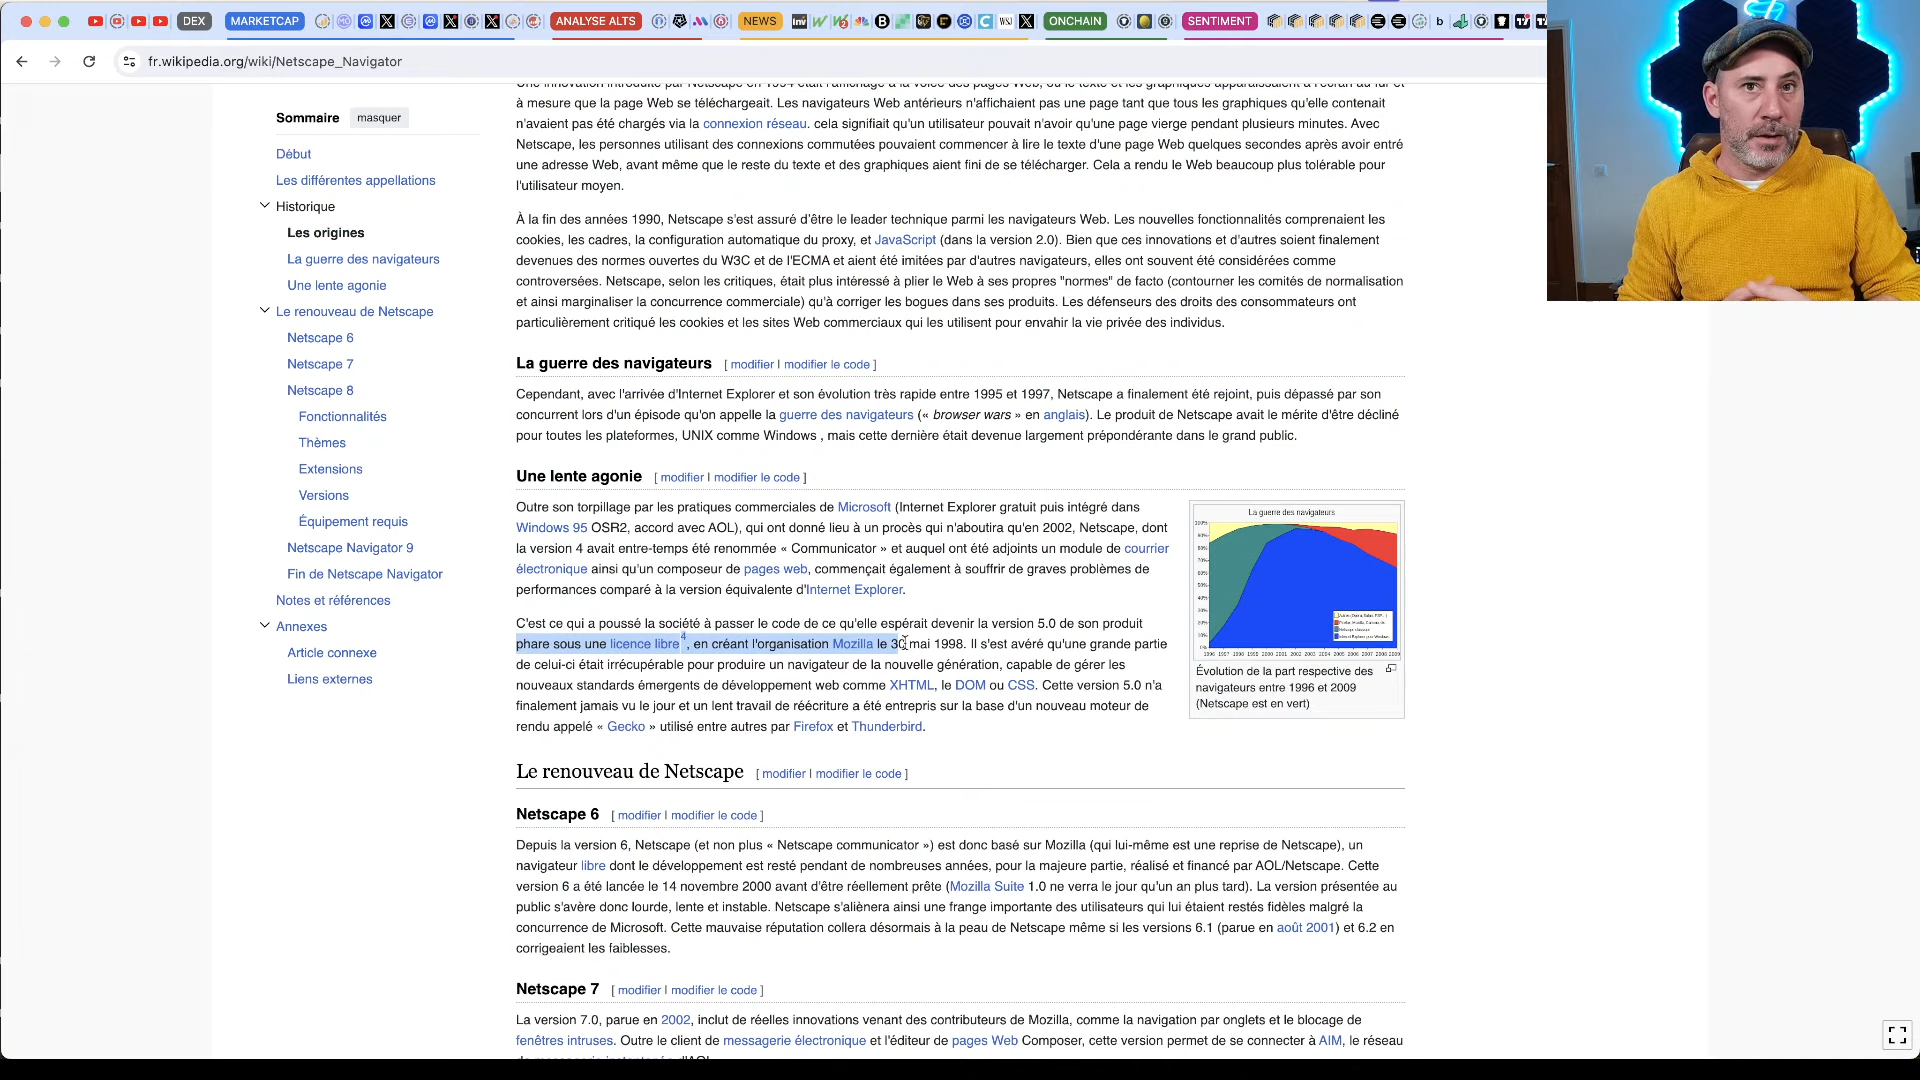 DEX
MARKETCAP
ANALYSE ALTS
NEWS
ONCHAIN
SENTIMENT
fr.wikipedia.org/wiki/Netscape_Navigator
Sommaire masquer
Début
Les différentes appellations
Historique
Les origines
La guerre des navigateurs
Une lente agonie
Le renouveau de Netscape
Netscape 6
Netscape 7
Netscape 8
Fonctionnalités
Thèmes
Extensions
Versions
Équipement requis
Netscape Navigator 9
Fin de Netscape Navigator
Notes et références
Annexes
Article connexe
Liens externes
à mesure que la page Web se téléchargeait. Les navigateurs Web antérieurs n'affichaient pas une page tant que tous les graphiques qu'elle contenait
n'avaient pas été chargés via la connexion réseau. cela signifiait qu'un utilisateur pouvait n'avoir qu'une page vierge pendant plusieurs minutes. Avec
Netscape, les personnes utilisant des connexions commutées pouvaient commencer à lire le texte d'une page Web quelques secondes après avoir entré
une adresse Web, avant même que le reste du texte et des graphiques aient fini de se télécharger. Cela a rendu le Web beaucoup plus tolérable pour
l'utilisateur moyen.
À la fin des années 1990, Netscape s'est assuré d'être le leader technique parmi les navigateurs Web. Les nouvelles fonctionnalités comprenaient les
cookies, les cadres, la configuration automatique du proxy, et JavaScript (dans la version 2.0). Bien que ces innovations et d'autres soient finalement
devenues des normes ouvertes du W3C et de l'ECMA et aient été imitées par d'autres navigateurs, elles ont souvent été considérées comme
controversées. Netscape, selon les critiques, était plus intéressé à plier le Web à ses propres "normes" de facto (contourner les comités de normalisation
et ainsi marginaliser la concurrence commerciale) qu'à corriger les bogues dans ses produits. Les défenseurs des droits des consommateurs ont
particulièrement critiqué les cookies et les sites Web commerciaux qui les utilisent pour envahir la vie privée des individus.
La guerre des navigateurs [ modifier | modifier le code ]
Cependant, avec l'arrivée d'Internet Explorer et son évolution très rapide entre 1995 et 1997, Netscape a finalement été rejoint, puis dépassé par son
concurrent lors d'un épisode qu'on appelle la guerre des navigateurs (« browser wars » en anglais). Le produit de Netscape avait le mérite d'être décliné
pour toutes les plateformes, UNIX comme Windows , mais cette dernière était devenue largement prépondérante dans le grand public.
Une lente agonie [ modifier | modifier le code ]
Outre son torpillage par les pratiques commerciales de Microsoft (Internet Explorer gratuit puis intégré dans
Windows 95 OSR2, accord avec AOL), qui ont donné lieu à un procès qui n'aboutira qu'en 2002, Netscape, dont
la version 4 avait entre-temps été renommée « Communicator » et auquel ont été adjoints un module de courrier
électronique ainsi qu'un composeur de pages web, commençait également à souffrir de graves problèmes de
performances comparé à la version équivalente d'Internet Explorer.
C'est ce qui a poussé la société à passer le code de ce qu'elle espérait devenir la version 5.0 de son produit
phare sous une licence libre 4, en créant l'organisation Mozilla le 30 mai 1998. Il s'est avéré qu'une grande partie
de celui-ci était irrécupérable pour produire un navigateur de la nouvelle génération, capable de gérer les
nouveaux standards émergents de développement web comme XHTML, le DOM ou CSS. Cette version 5.0 n'a
finalement jamais vu le jour et un lent travail de réécriture a été entrepris sur la base d'un nouveau moteur de
rendu appelé « Gecko » utilisé entre autres par Firefox et Thunderbird.
La guerre des navigateurs
Évolution de la part respective des
navigateurs entre 1996 et 2009
(Netscape est en vert)
Le renouveau de Netscape [ modifier | modifier le code ]
Netscape 6 [ modifier | modifier le code ]
Depuis la version 6, Netscape (et non plus « Netscape communicator ») est donc basé sur Mozilla (qui lui-même est une reprise de Netscape), un
navigateur libre dont le développement est resté pendant de nombreuses années, pour la majeure partie, réalisé et financé par AOL/Netscape. Cette
version 6 a été lancée le 14 novembre 2000 avant d'être réellement prête (Mozilla Suite 1.0 ne verra le jour qu'un an plus tard). La version présentée au
public s'avère donc lourde, lente et instable. Netscape s'aliènera ainsi une frange importante des utilisateurs qui lui étaient restés fidèles malgré la
concurrence de Microsoft. Cette mauvaise réputation collera désormais à la peau de Netscape même si les versions 6.1 (parue en août 2001) et 6.2 en
corrigeaient les faiblesses.
Netscape 7 [ modifier | modifier le code ]
La version 7.0, parue en 2002, inclut de réelles innovations venant des contributeurs de Mozilla, comme la navigation par onglets et le blocage de
fenêtres intruses. Outre le client de messagerie électronique et l'éditeur de pages Web Composer, cette version permet de se connecter à AIM, le réseau